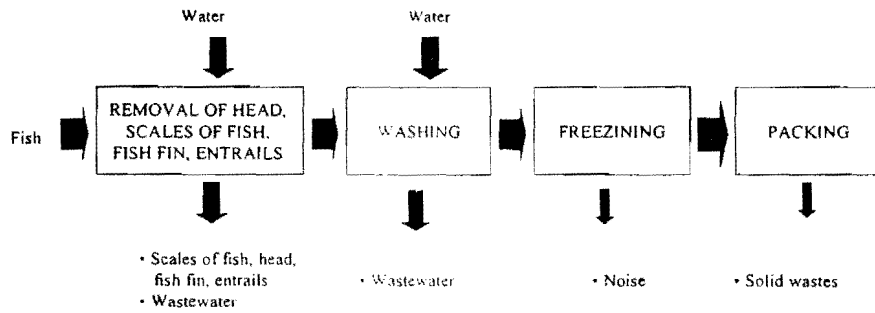 Water
Water
Fish
REMOVAL OF HEAD,
SCALES OF FISH,
FISH FIN, ENTRAILS
WASHING
FREEZINING
PACKING
• Scales of fish, head,
fish fin, entrails
• Wastewater
• Wastewater
• Noise
• Solid wastes